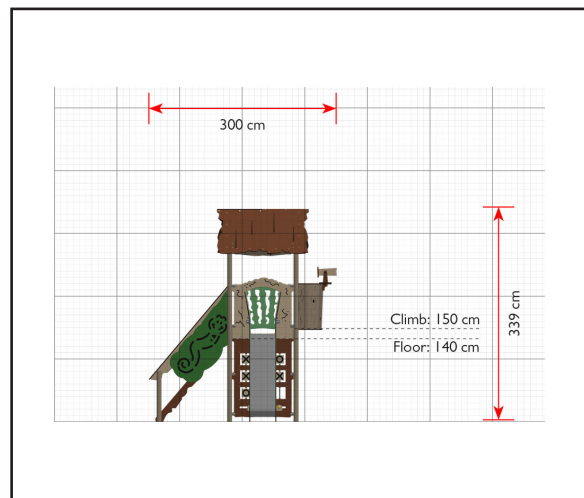 300 cm
Climb: 150 cm
Floor: 140 cm
339 cm
X O
X X
O